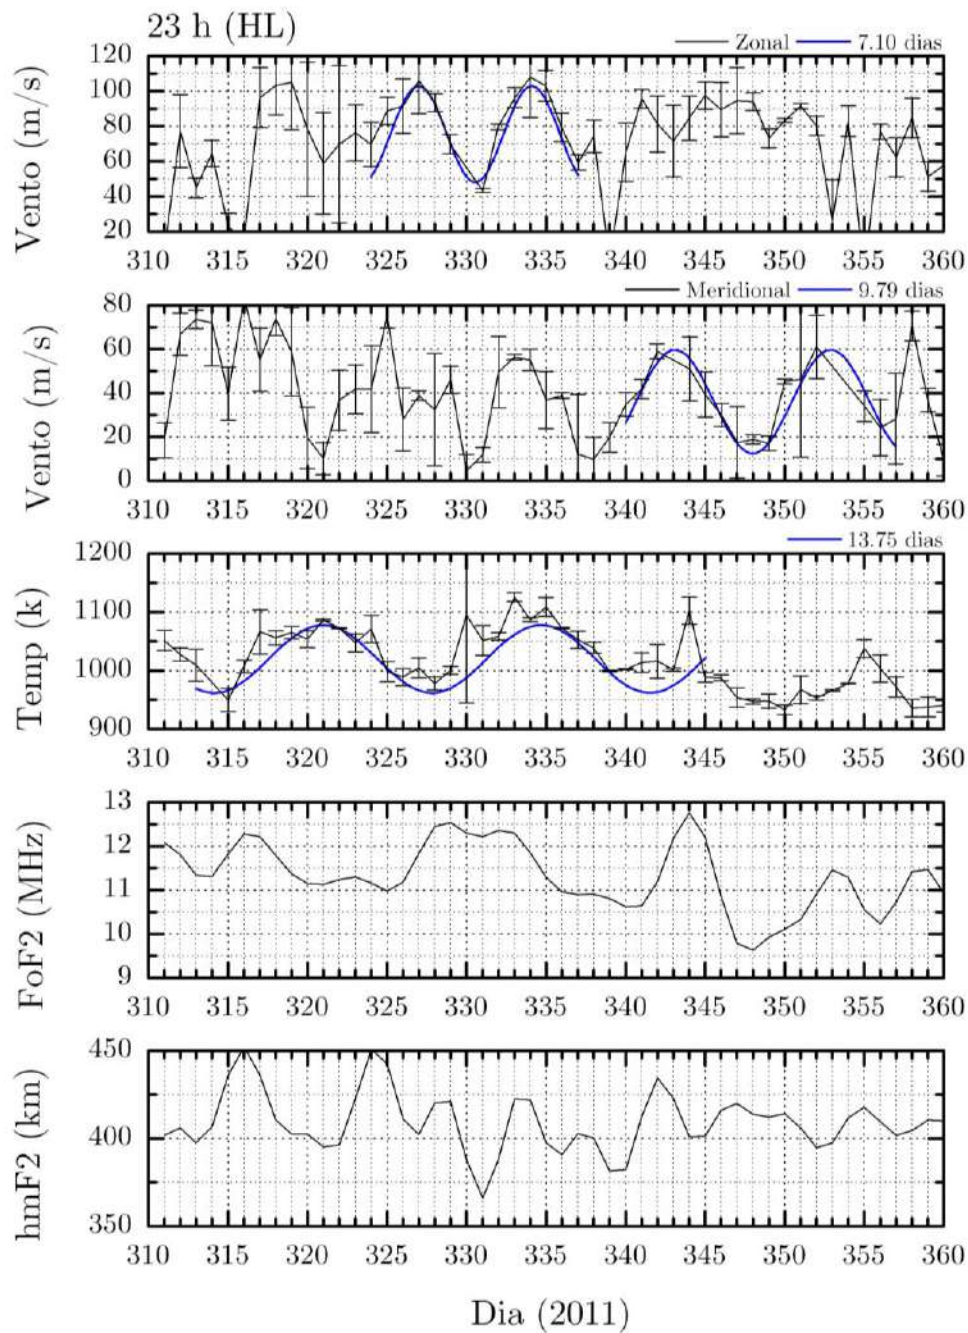 23 h (HL)
Zonal 7.10 dias
Vento (m/s)
120
100
80
60
40
20
310 315 320 325 330 335 340 345 350 355 360
Meridional 9.79 dias
Vento (m/s)
80
60
40
20
0
310 315 320 325 330 335 340 345 350 355 360
13.75 dias
Temp (k)
1200
1100
1000
900
310 315 320 325 330 335 340 345 350 355 360
FoF2 (MHz)
13
12
11
10
9
310 315 320 325 330 335 340 345 350 355 360
hmF2 (km)
450
400
350
310 315 320 325 330 335 340 345 350 355 360
Dia (2011)